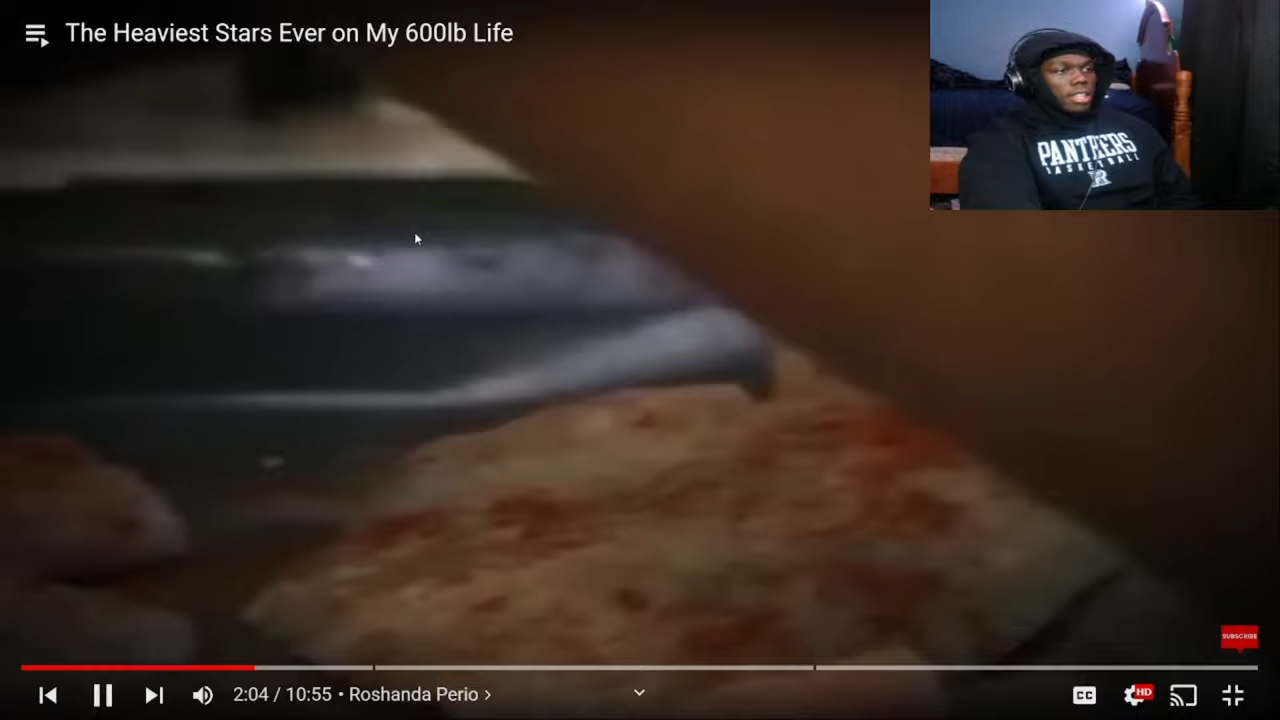 The Heaviest Stars Ever on My 600lb Life
PANTHERS
BASKETBALL
R
SUBSCRIBE
2:04 / 10:55 • Roshanda Perio ›
CC
HD